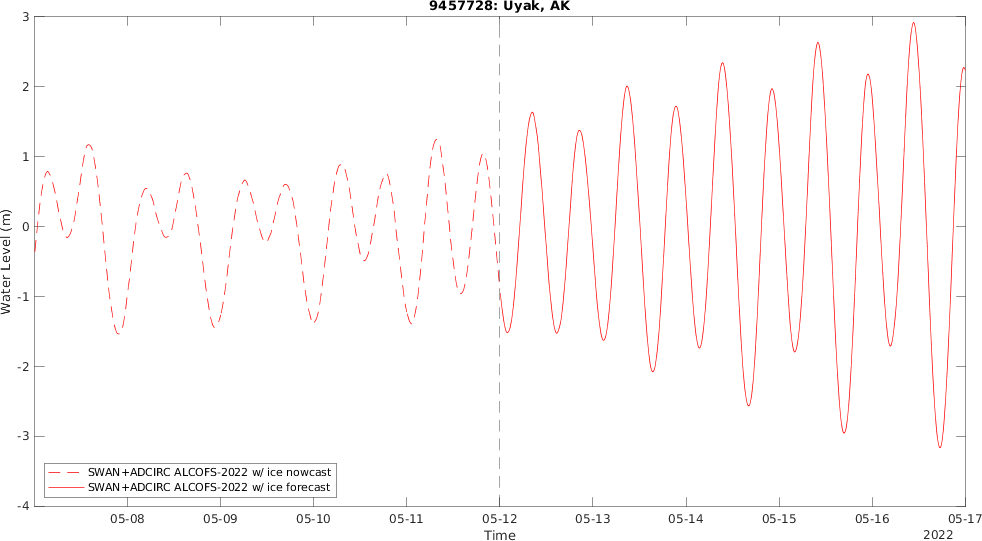 9457728: Uyak, AK
3
2
1
0
-1
-2
-3
-4
Water Level (m)
SWAN+ADCIRC ALCOFS-2022 w/ ice nowcast
SWAN+ADCIRC ALCOFS-2022 w/ ice forecast
05-08 05-09 05-10 05-11 05-12 05-13 05-14 05-15 05-16 05-17
Time
2022